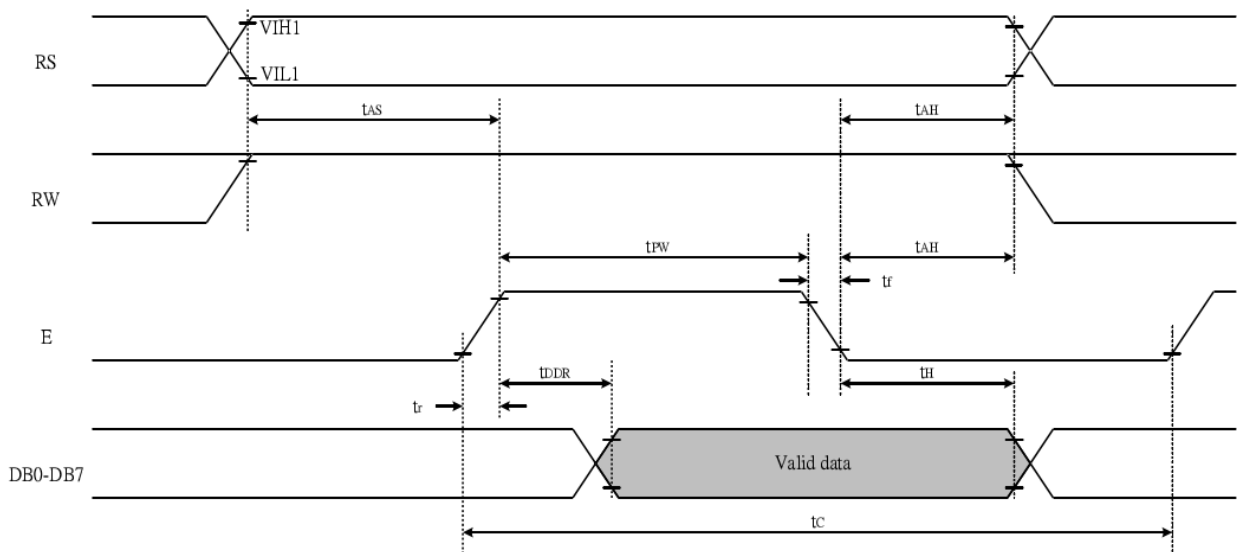 VIH1
RS
VIL1
tAS
tAH
RW
tPW
tAH
tf
E
tDDR
tH
tr
Valid data
DB0-DB7
tC